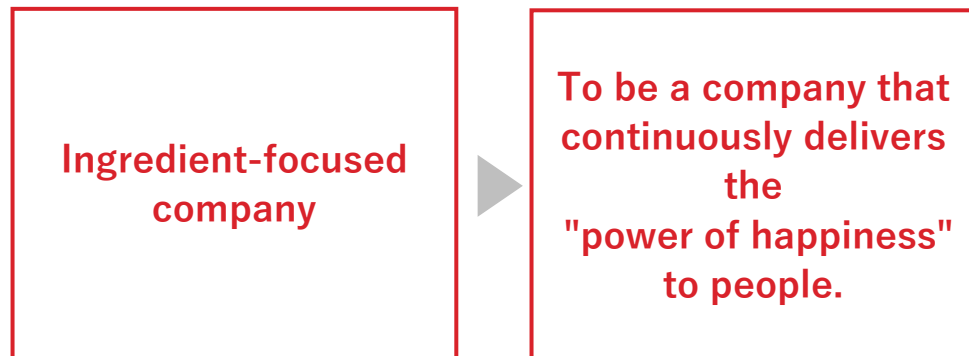 Ingredient-focused
company
To be a company that
continuously delivers
the
"power of happiness"
to people.